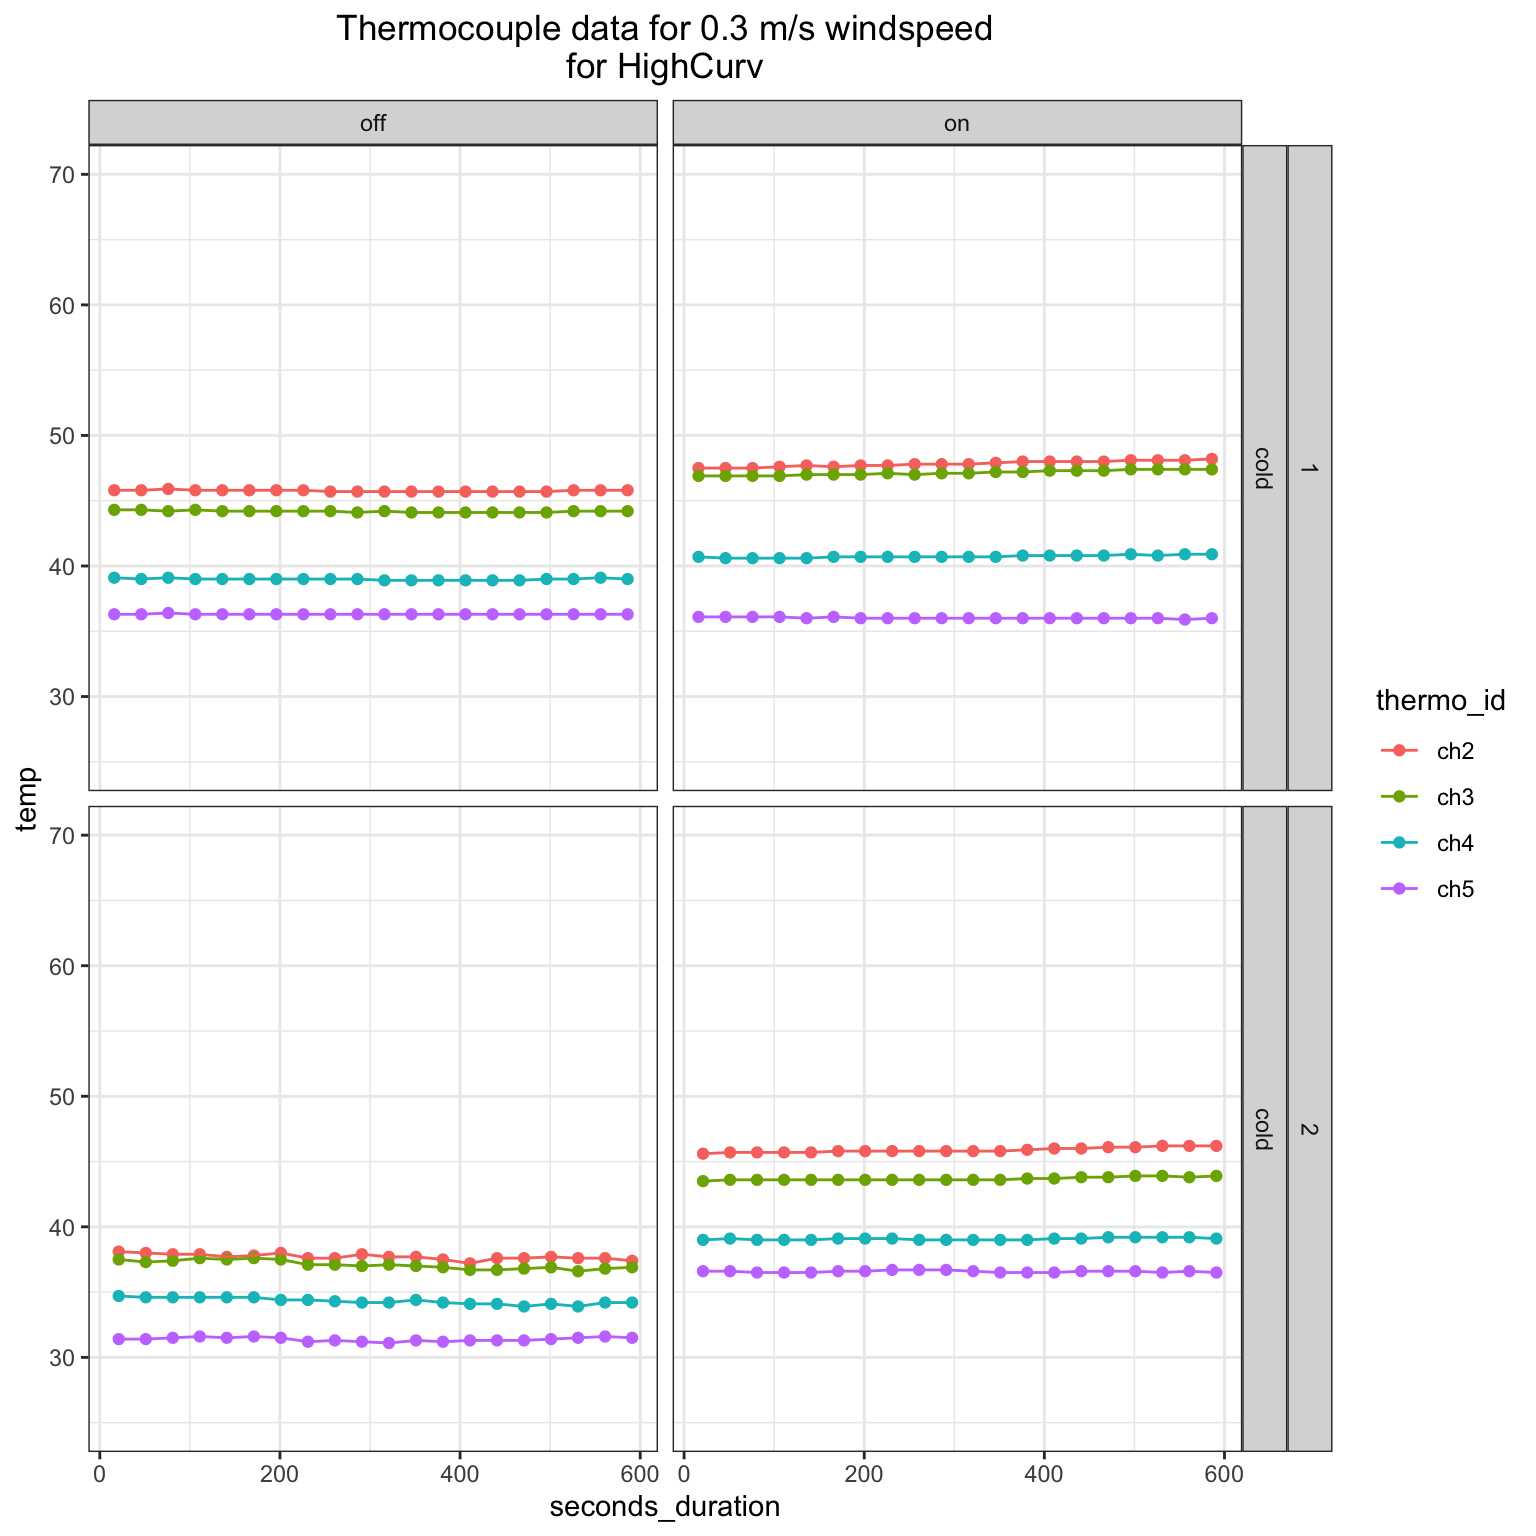 Thermocouple data for 0.3 m/s windspeed
for HighCurv
off
on
70
60
50
40
30
cold
1
temp
70
60
50
40
30
cold
2
0
200
400
600
0
200
400
600
seconds_duration
thermo_id
ch2
ch3
ch4
ch5